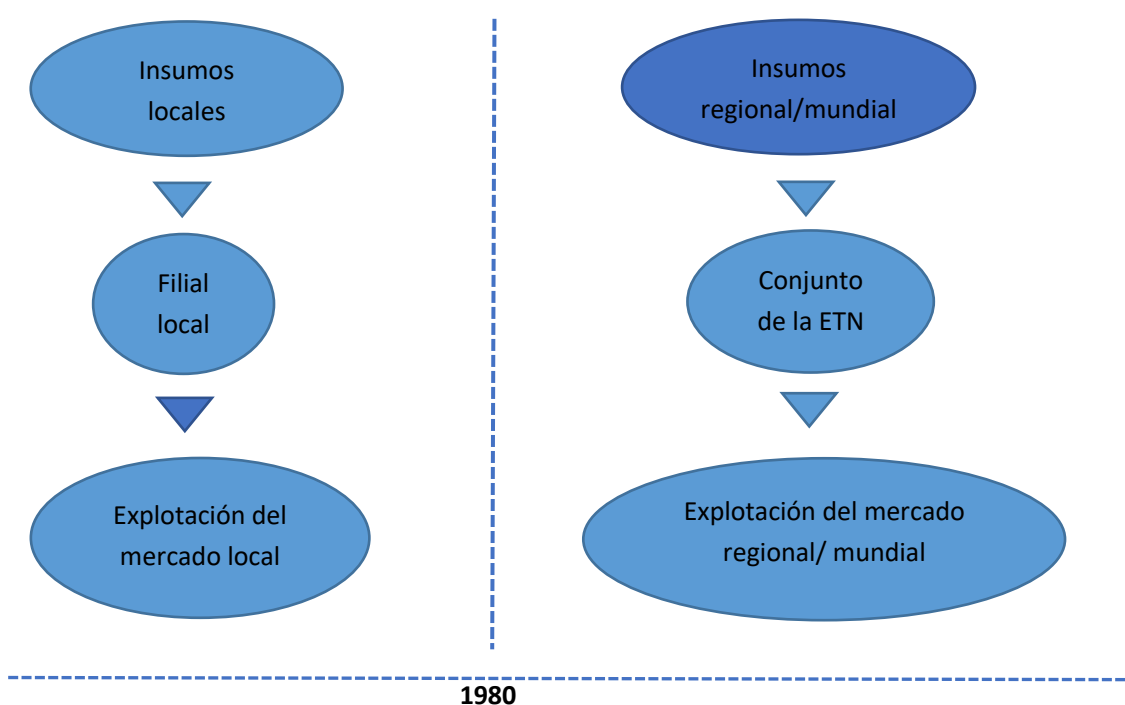 Insumos
locales
Filial
local
Explotación del
mercado local
Insumos
regional/mundial
Conjunto
de la ETN
Explotación del mercado
regional/ mundial
1980